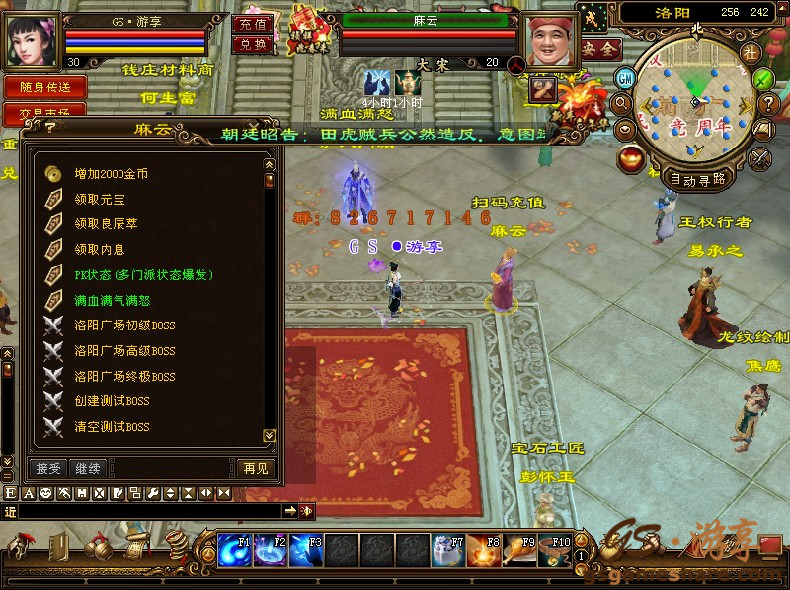 GS·游享
30
充值
兑换
麻云
大宋
20
4小时
1小时
洛阳
256 242
北
安全
社
GM
?
周年
自动寻路
随身传送
交易市场
钱庄材料商
何生富
麻云
满血满怒
朝廷昭告：田虎贼兵公然造反，意图
?
增加2000金币
领取元宝
领取良辰草
领取内息
PK状态(多门派状态爆发)
满血满气满怒
洛阳广场初级BOSS
洛阳广场高级BOSS
洛阳广场终极BOSS
创建测试BOSS
清空测试BOSS
接受
继续
再见
群：826717146
GS●游享
扫码充值
麻云
王权行者
易承之
龙纹绘制
焦鹰
宝石工匠
彭怀玉
近
F1
F2
F3
F7
F8
F9
F10
1
GS·游享